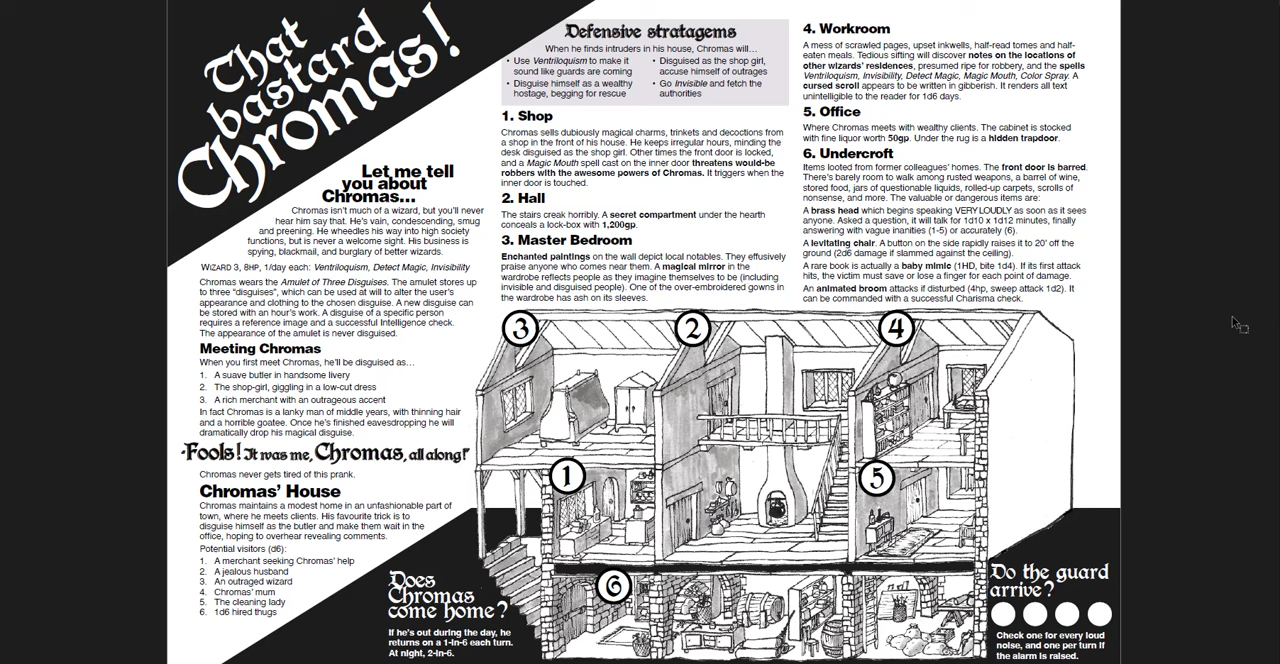 That
bastard
Chromas!
Let me tell
you about
Chromas...
Chromas isn't much of a wizard, but you'll never
hear him say that. He's vain, condescending, smug
and preening. He wheedles his way into high society
functions, but is never a welcome sight. His business is
spying, blackmail, and burglary of better wizards.
WIZARD 3, 8HP, 1/day each: Ventriloquism, Detect Magic, Invisibility
Chromas wears the Amulet of Three Disguises. The amulet stores up
to three "disguises", which can be used at will to alter the user's
appearance and clothing to the chosen disguise. A new disguise can
be stored with an hour's work. A disguise of a specific person
requires a reference image and a successful Intelligence check.
The appearance of the amulet is never disguised.
Meeting Chromas
When you first meet Chromas, he'll be disguised as...
1. A suave butler in handsome livery
2. The shop-girl, giggling in a low-cut dress
3. A rich merchant with an outrageous accent
In fact Chromas is a lanky man of middle years, with thinning hair
and a horrible goatee. Once he's finished eavesdropping he will
dramatically drop his magical disguise.
"Fools! It was me, Chromas, all along!"
Chromas never gets tired of this prank.
Chromas' House
Chromas maintains a modest home in an unfashionable part of
town, where he meets clients. His favourite trick is to
disguise himself as the butler and make them wait in the
office, hoping to overhear revealing comments.
Potential visitors (d6):
1. A merchant seeking Chromas' help
2. A jealous husband
3. An outraged wizard
4. Chromas' mum
5. The cleaning lady
6. 1d6 hired thugs
Does
Chromas
come home?
If he's out during the day, he
returns on a 1-in-6 each turn.
At night, 2-in-6.
Defensive stratagems
When he finds intruders in his house, Chromas will...
• Use Ventriloquism to make it
sound like guards are coming
• Disguise himself as a wealthy
hostage, begging for rescue
• Disguised as the shop girl,
accuse himself of outrages
• Go Invisible and fetch the
authorities
1. Shop
Chromas sells dubiously magical charms, trinkets and decoctions from
a shop in the front of his house. He keeps irregular hours, minding the
desk disguised as the shop girl. Other times the front door is locked,
and a Magic Mouth spell cast on the inner door threatens would-be
robbers with the awesome powers of Chromas. It triggers when the
inner door is touched.
2. Hall
The stairs creak horribly. A secret compartment under the hearth
conceals a lock-box with 1,200gp.
3. Master Bedroom
Enchanted paintings on the wall depict local notables. They effusively
praise anyone who comes near them. A magical mirror in the
wardrobe reflects people as they imagine themselves to be (including
invisible and disguised people). One of the over-embroidered gowns in
the wardrobe has ash on its sleeves.
4. Workroom
A mess of scrawled pages, upset inkwells, half-read tomes and half-
eaten meals. Tedious sifting will discover notes on the locations of
other wizards' residences, presumed ripe for robbery, and the spells
Ventriloquism, Invisibility, Detect Magic, Magic Mouth, Color Spray. A
cursed scroll appears to be written in gibberish. It renders all text
unintelligible to the reader for 1d6 days.
5. Office
Where Chromas meets with wealthy clients. The cabinet is stocked
with fine liquor worth 50gp. Under the rug is a hidden trapdoor.
6. Undercroft
Items looted from former colleagues' homes. The front door is barred.
There's barely room to walk among rusted weapons, a barrel of wine,
stored food, jars of questionable liquids, rolled-up carpets, scrolls of
nonsense, and more. The valuable or dangerous items are:
A brass head which begins speaking VERY LOUDLY as soon as it sees
anyone. Asked a question, it will talk for 1d10 x 1d12 minutes, finally
answering with vague inanities (1-5) or accurately (6).
A levitating chair. A button on the side rapidly raises it to 20' off the
ground (2d6 damage if slammed against the ceiling).
A rare book is actually a baby mimic (1HD, bite 1d4). If its first attack
hits, the victim must save or lose a finger for each point of damage.
An animated broom attacks if disturbed (4hp, sweep attack 1d2). It
can be commanded with a successful Charisma check.
3
2
4
1
5
6
Do the guard
arrive?
Check one for every loud
noise, and one per turn if
the alarm is raised.